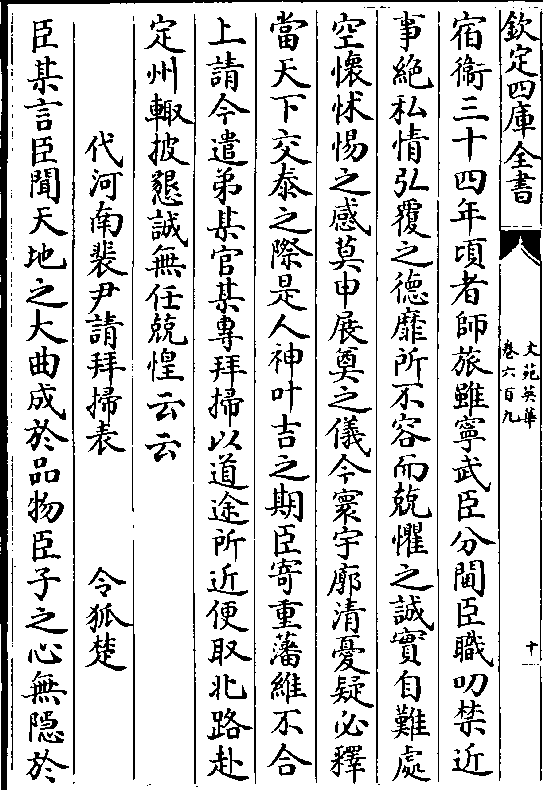 欽定四庫全書
文苑英華
卷六百九
十
宿衞三十四年頃者師旅雖寧武臣分閫臣職叨禁近
事絶私情弘覆之德靡所不容而兢懼之誠實自難處
空懷怵惕之感莫申展奠之儀今寰宇廓清憂疑必釋
當天下交泰之際是人神叶吉之期臣寄重藩維不合
上請今遣弟某官某專拜掃以道途所近便取北路赴
定州輙披懇誠無任兢惶云云
代河南裴尹請拜掃表 令狐楚
臣某言臣聞天地之大曲成於品物臣子之心無隱於